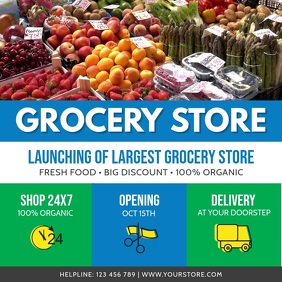 GROCERY STORE
LAUNCHING OF LARGEST GROCERY STORE
FRESH FOOD • BIG DISCOUNT • 100% ORGANIC
SHOP 24X7
100% ORGANIC
24
OPENING
OCT 15TH
DELIVERY
AT YOUR DOORSTEP
HELPLINE: 123 456 789 | WWW.YOURSTORE.COM